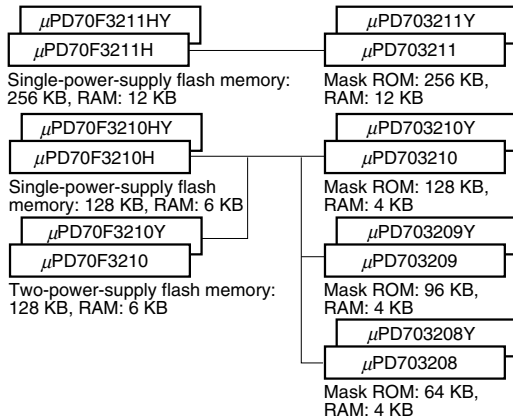 μPD70F3211HY
μPD70F3211H
Single-power-supply flash memory:
256 KB, RAM: 12 KB
μPD703211Y
μPD703211
Mask ROM: 256 KB,
RAM: 12 KB
μPD70F3210HY
μPD70F3210H
Single-power-supply flash
memory: 128 KB, RAM: 6 KB
μPD703210Y
μPD703210
Mask ROM: 128 KB,
RAM: 4 KB
μPD70F3210Y
μPD70F3210
Two-power-supply flash memory:
128 KB, RAM: 6 KB
μPD703209Y
μPD703209
Mask ROM: 96 KB,
RAM: 4 KB
μPD703208Y
μPD703208
Mask ROM: 64 KB,
RAM: 4 KB